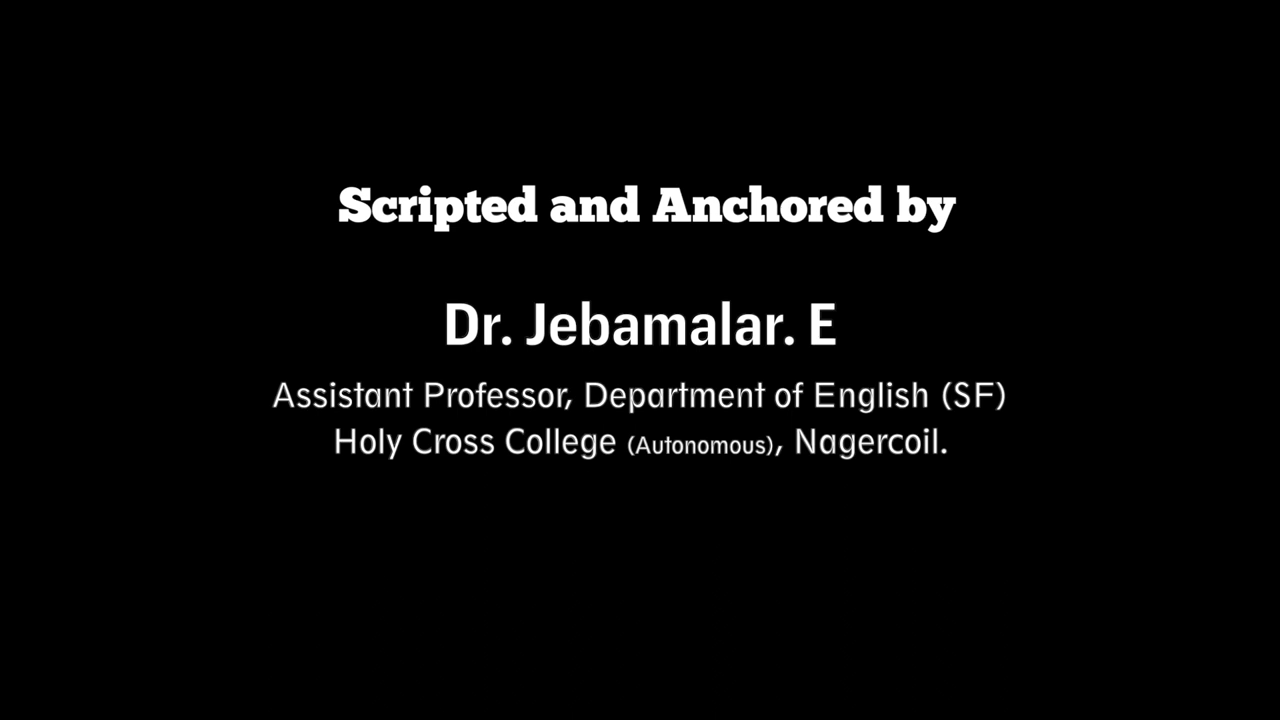 Scripted and Anchored by
Dr. Jebamalar. E
Assistant Professor, Department of English (SF)
Holy Cross College (Autonomous), Nagercoil.